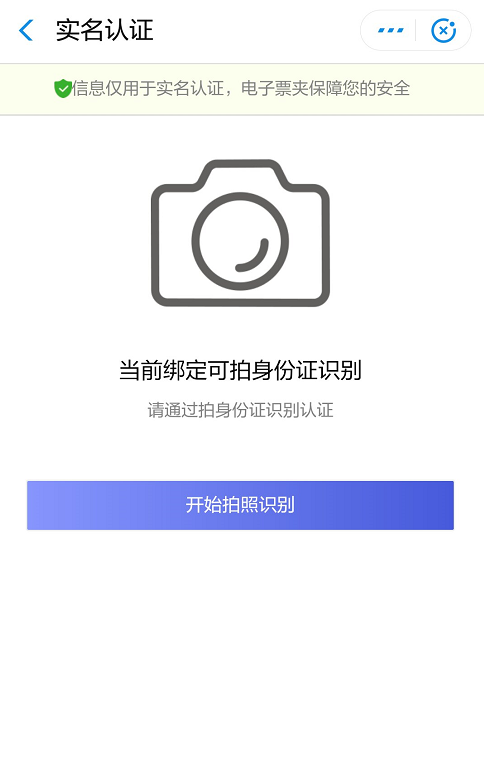 实名认证
信息仅用于实名认证，电子票夹保障您的安全
当前绑定可拍身份证识别
请通过拍身份证识别认证
开始拍照识别